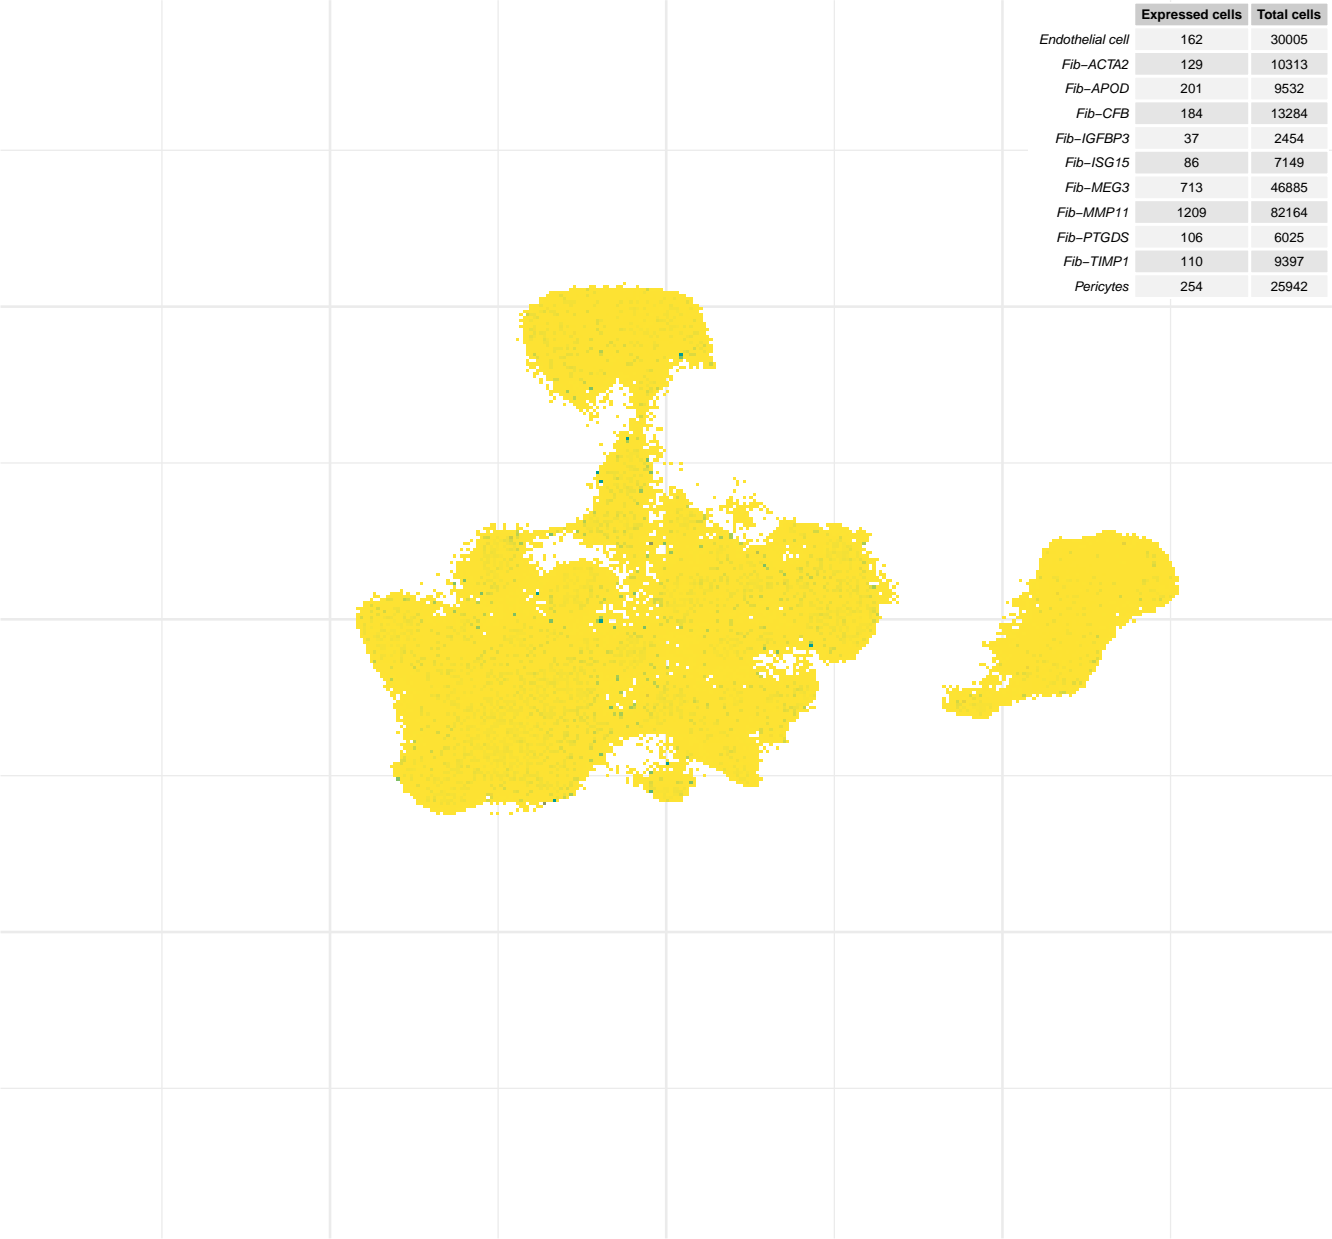 Expressed cells Total cells
Endothelial cell 162 30005
Fib−ACTA2 129 10313
Fib−APOD 201 9532
Fib−CFB 184 13284
Fib−IGFBP3 37 2454
Fib−ISG15 86 7149
Fib−MEG3 713 46885
Fib−MMP11 1209 82164
Fib−PTGDS 106 6025
Fib−TIMP1 110 9397
Pericytes 254 25942